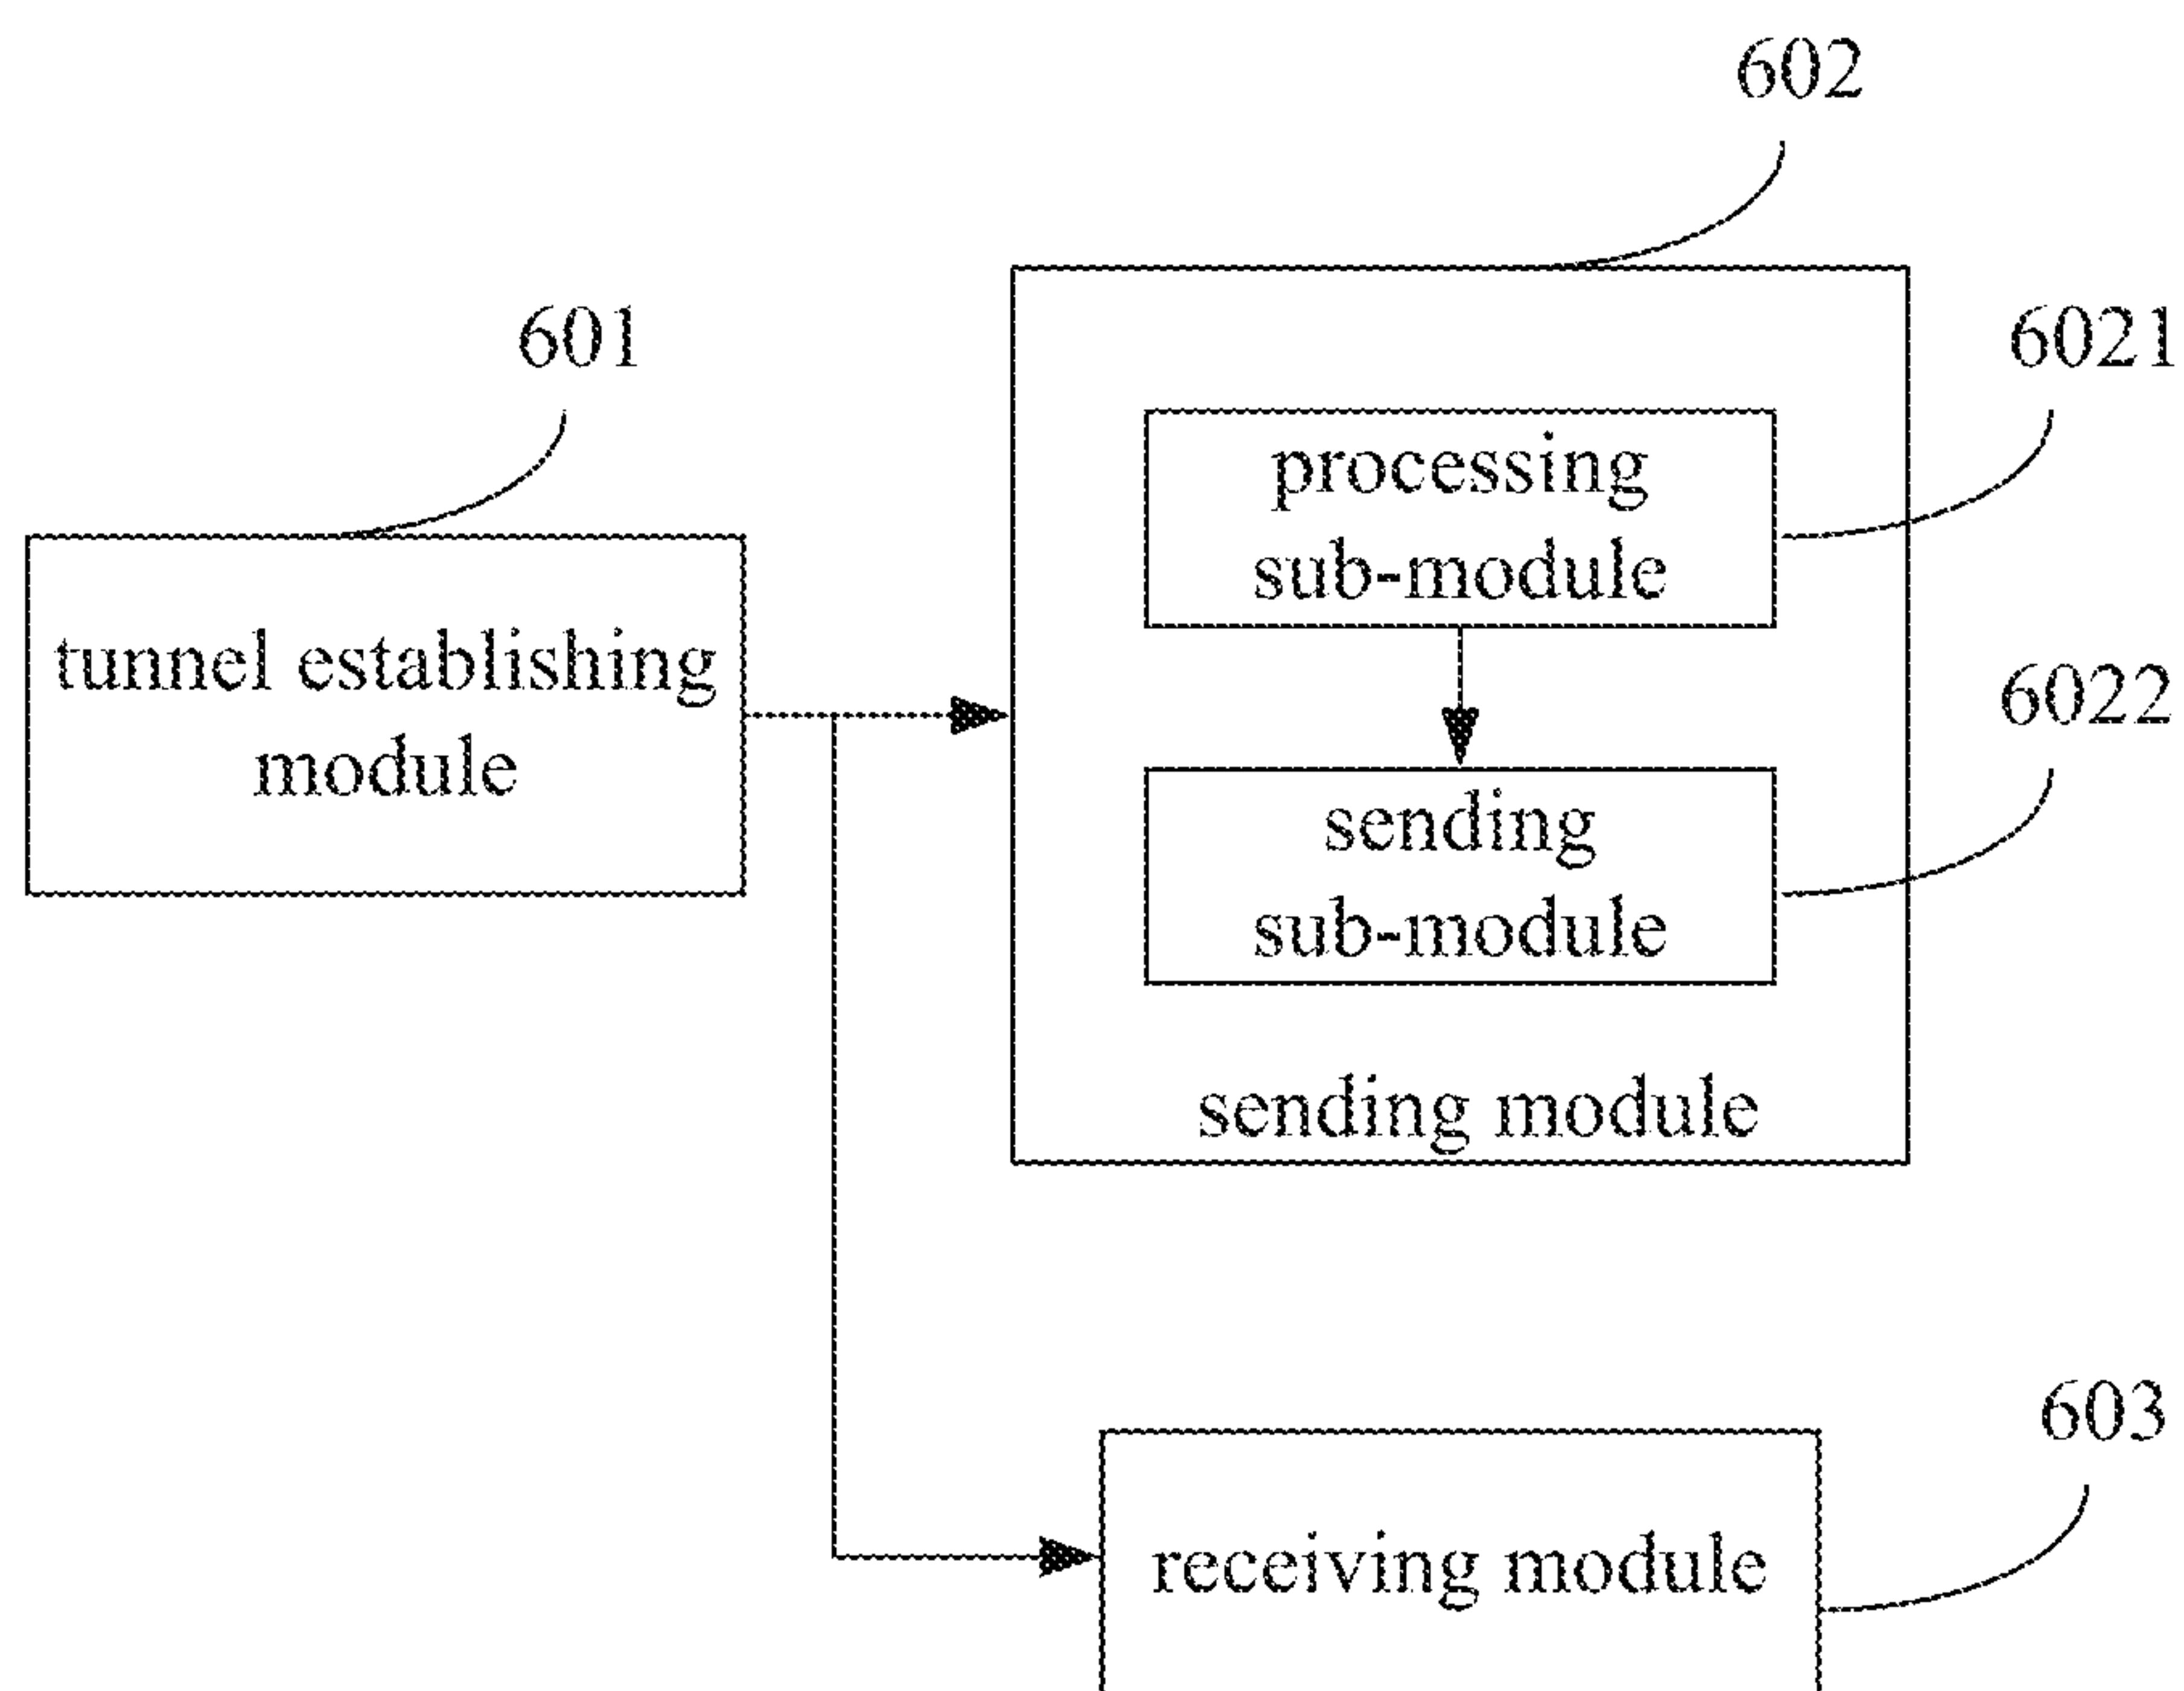 602
601
6021
processing
sub-module
tunnel establishing
module
6022
sending
sub-module
sending module
603
receiving module